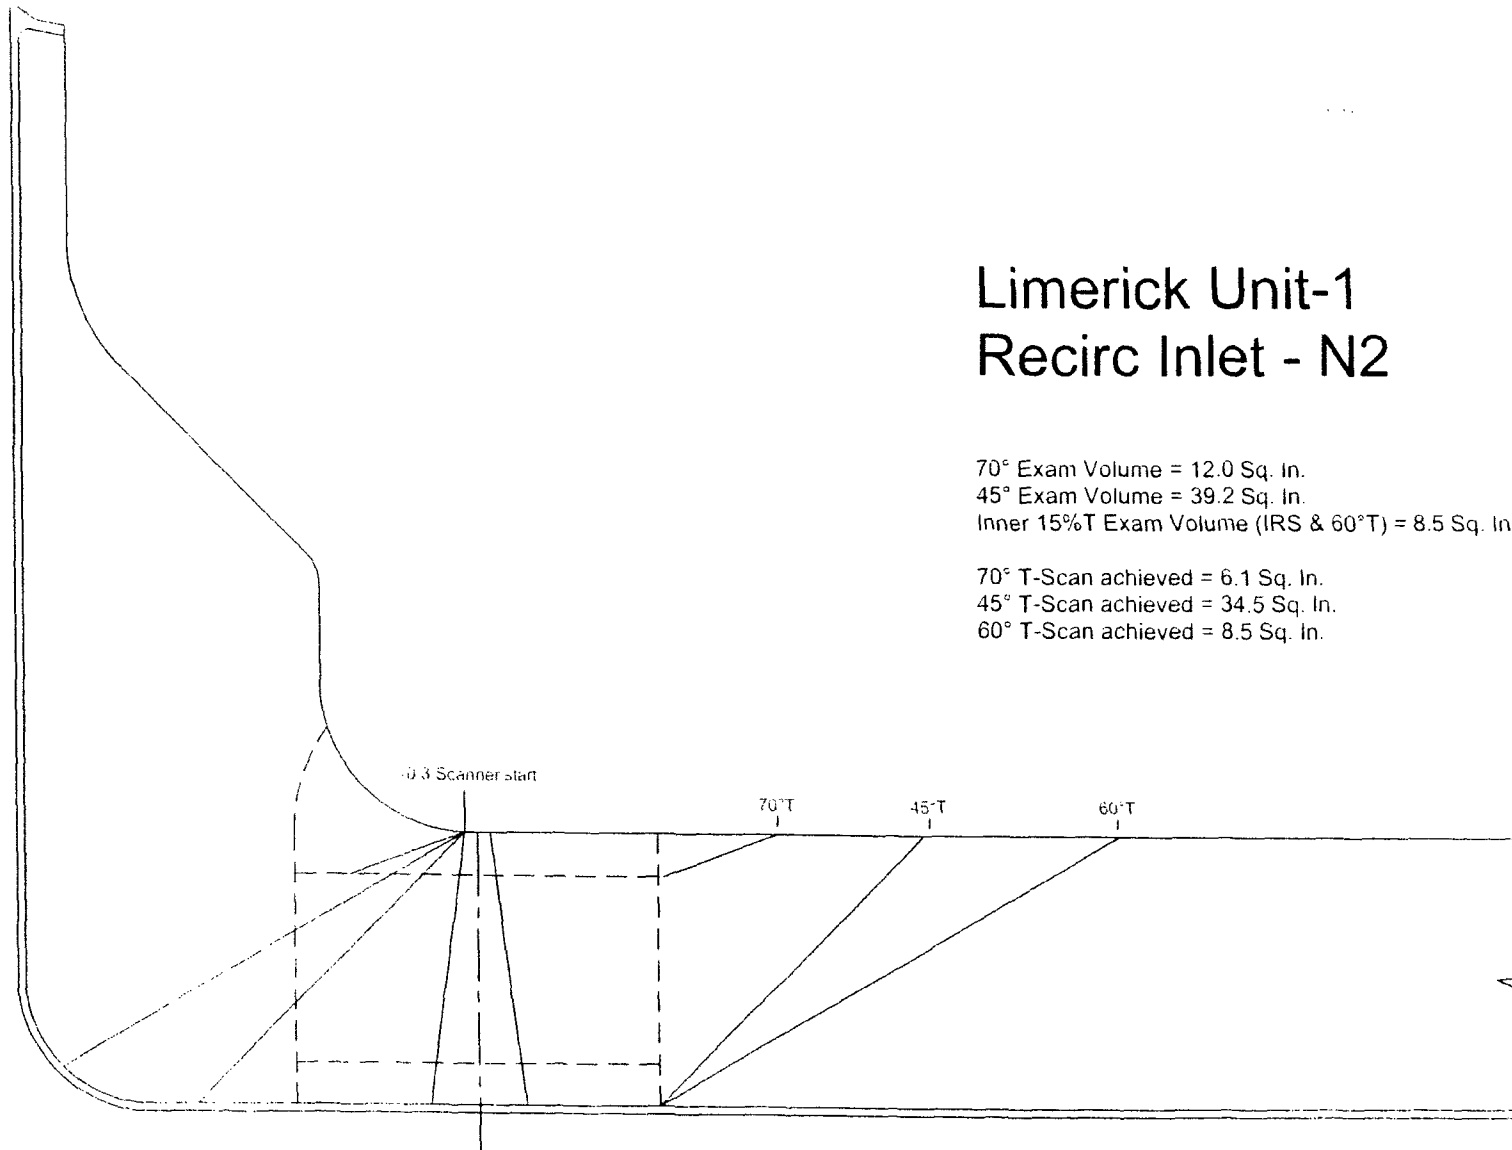 Limerick Unit-1
Recirc Inlet - N2
70° Exam Volume = 12.0 Sq. In.
45° Exam Volume = 39.2 Sq. In.
Inner 15%T Exam Volume (IRS & 60°T) = 8.5 Sq. In
70° T-Scan achieved = 6.1 Sq. In.
45° T-Scan achieved = 34.5 Sq. In.
60° T-Scan achieved = 8.5 Sq. In.
-0.3 Scanner start
70°T 45°T 60°T